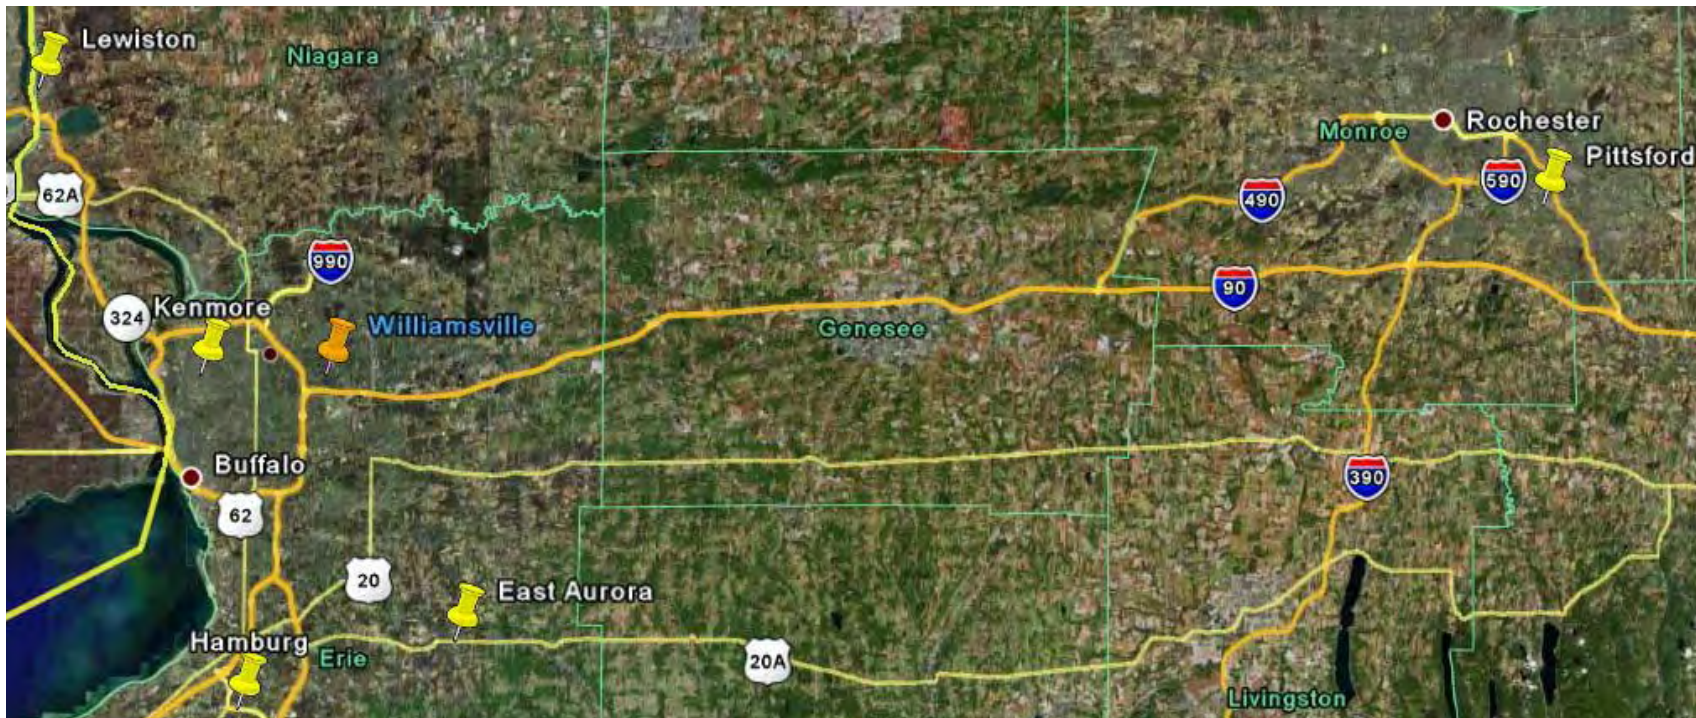 Lewiston
Niagara
Rochester
Monroe
Pittsford
62A
590
490
990
90
Kenmore
324
Williamsville
Genesee
Buffalo
390
62
20
East Aurora
Hamburg
Erie
20A
Livingston